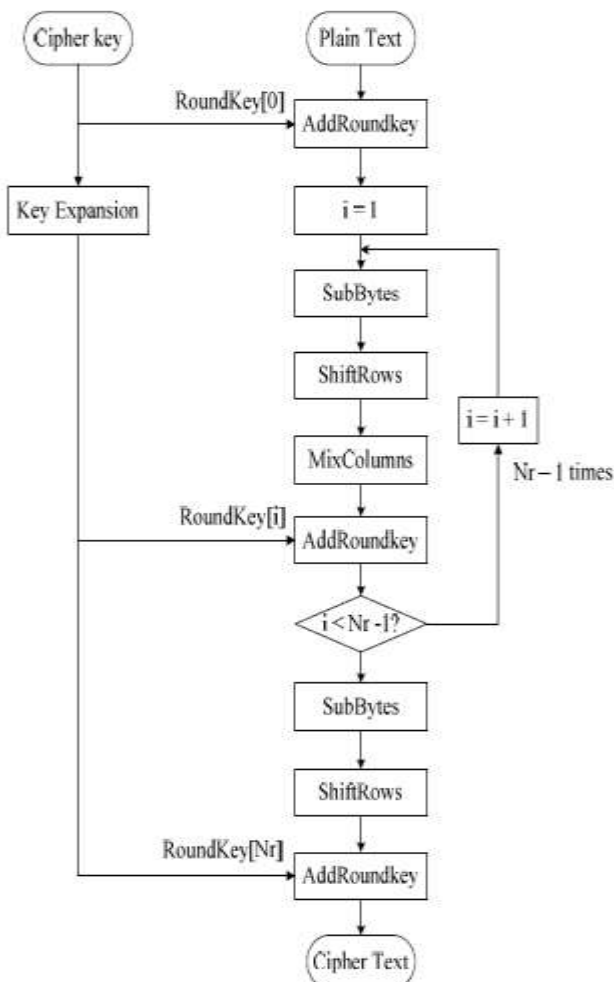 Cipher key
Plain Text
RoundKey[0]
AddRoundkey
Key Expansion
i = 1
SubBytes
ShiftRows
i = i + 1
MixColumns
Nr – 1 times
RoundKey[i]
AddRoundkey
i < Nr -1?
SubBytes
ShiftRows
RoundKey[Nr]
AddRoundkey
Cipher Text